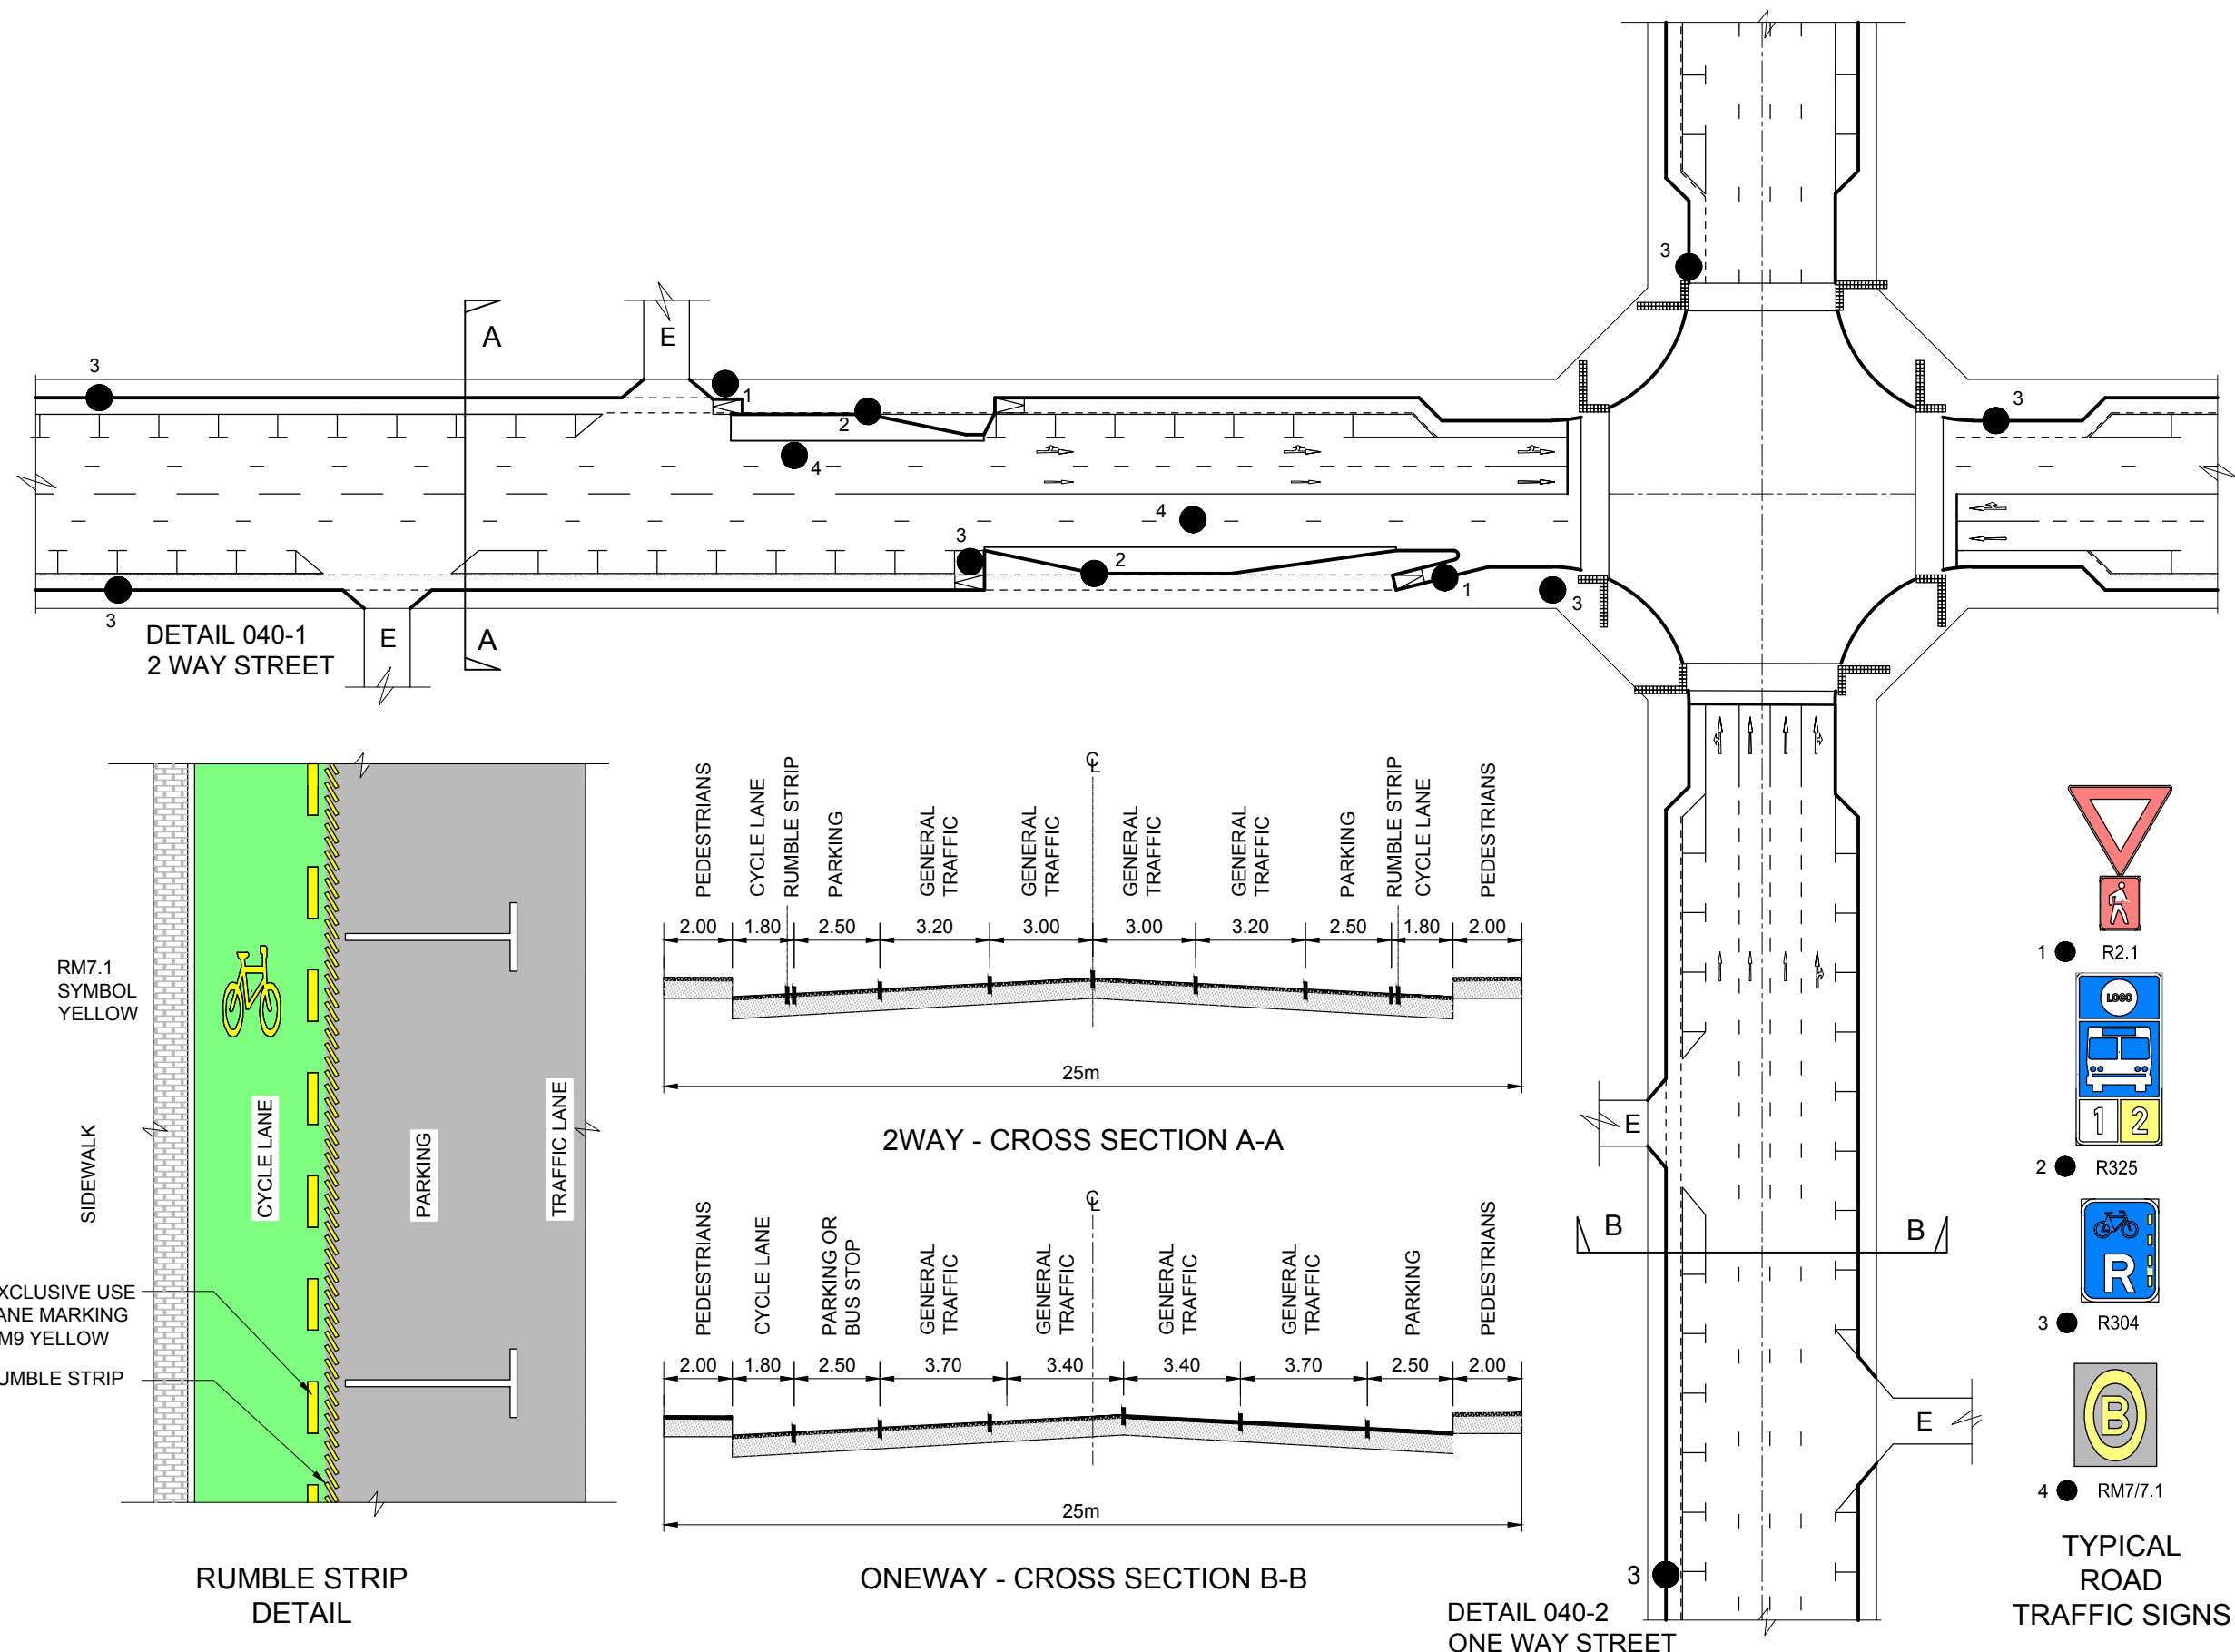 3
A
E
1
2
4
3
4
3
2
1
3
3
3
DETAIL 040-1
2 WAY STREET
E
A
RM7.1
SYMBOL
YELLOW
SIDEWALK
CYCLE LANE
PARKING
TRAFFIC LANE
XCLUSIVE USE
ANE MARKING
M9 YELLOW
UMBLE STRIP
RUMBLE STRIP
DETAIL
PEDESTRIANS
CYCLE LANE
RUMBLE STRIP
PARKING
GENERAL
TRAFFIC
GENERAL
TRAFFIC
℄
GENERAL
TRAFFIC
GENERAL
TRAFFIC
PARKING
RUMBLE STRIP
CYCLE LANE
PEDESTRIANS
2.00 1.80 2.50 3.20 3.00 3.00 3.20 2.50 1.80 2.00
25m
2WAY - CROSS SECTION A-A
PEDESTRIANS
CYCLE LANE
PARKING OR
BUS STOP
GENERAL
TRAFFIC
GENERAL
TRAFFIC
℄
GENERAL
TRAFFIC
GENERAL
TRAFFIC
PARKING
PEDESTRIANS
2.00 1.80 2.50 3.70 3.40 3.40 3.70 2.50 2.00
25m
ONEWAY - CROSS SECTION B-B
E
B B
E
3
DETAIL 040-2
ONE WAY STREET
1 R2.1
LOGO
1 2
2 R325
R
3 R304
B
4 RM7/7.1
TYPICAL
ROAD
TRAFFIC SIGNS